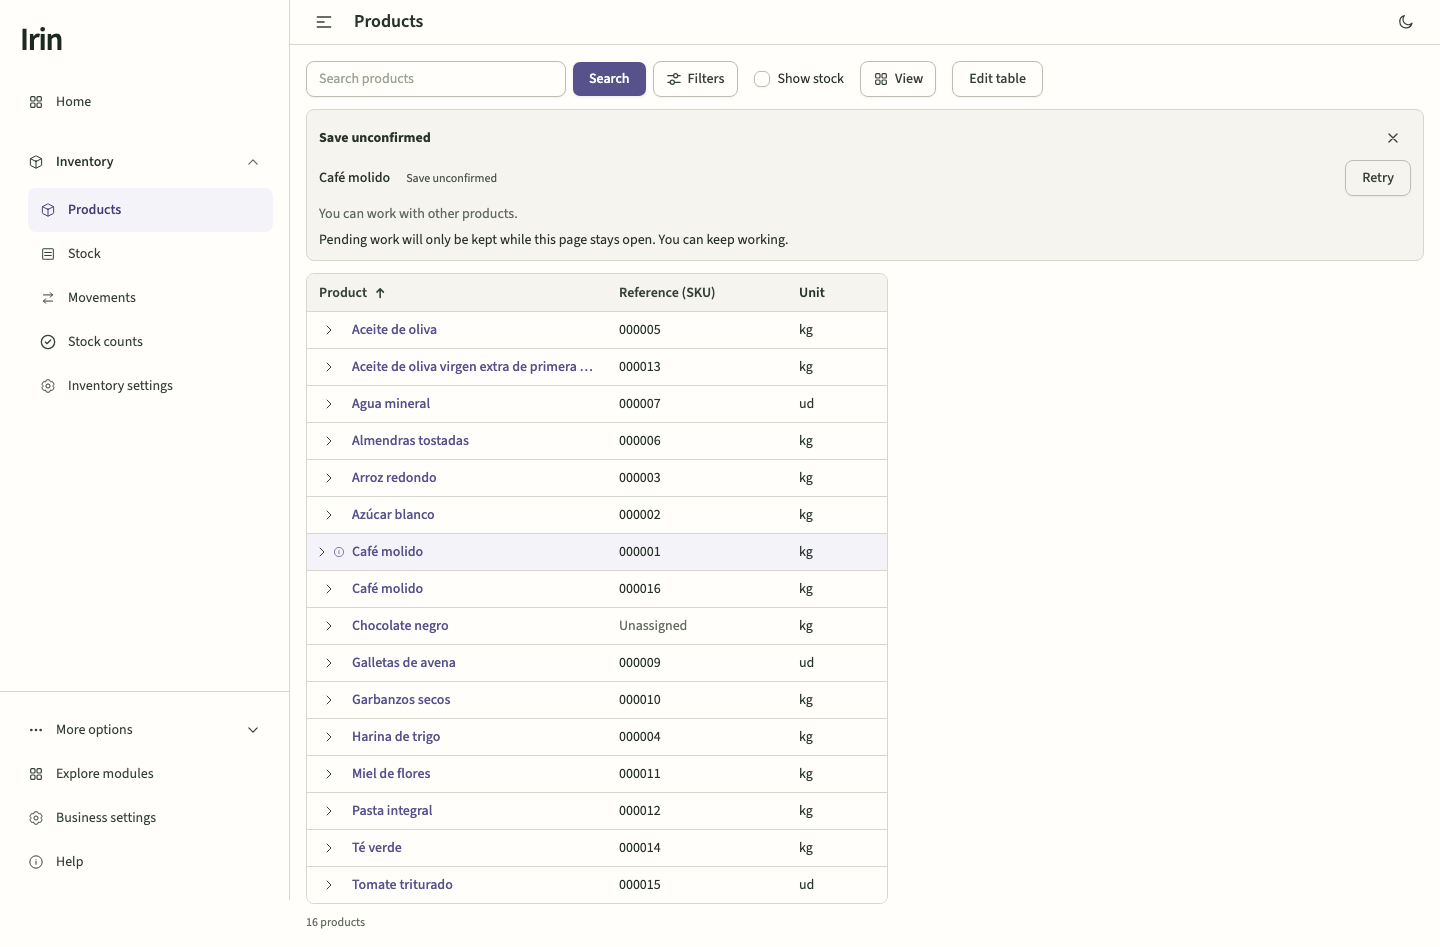 Irin
Home
Inventory
Products
Stock
Movements
Stock counts
Inventory settings
More options
Explore modules
Business settings
Help
Products
Search products
Search
Filters
Show stock
View
Edit table
Save unconfirmed
Café molido Save unconfirmed
Retry
You can work with other products.
Pending work will only be kept while this page stays open. You can keep working.
Product Reference (SKU) Unit
Aceite de oliva 000005 kg
Aceite de oliva virgen extra de primera ... 000013 kg
Agua mineral 000007 ud
Almendras tostadas 000006 kg
Arroz redondo 000003 kg
Azúcar blanco 000002 kg
Café molido 000001 kg
Café molido 000016 kg
Chocolate negro Unassigned kg
Galletas de avena 000009 ud
Garbanzos secos 000010 kg
Harina de trigo 000004 kg
Miel de flores 000011 kg
Pasta integral 000012 kg
Té verde 000014 kg
Tomate triturado 000015 ud
16 products